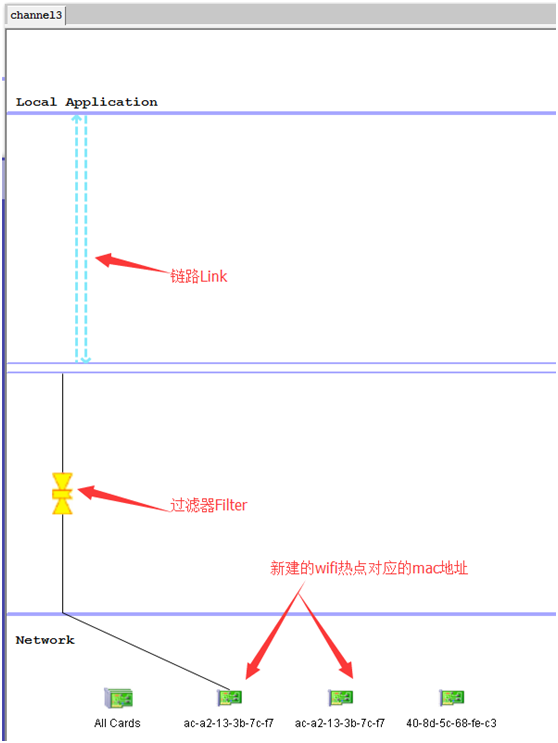 channel3
Local Application
链路Link
过滤器Filter
新建的wifi热点对应的mac地址
Network
All Cards
ac-a2-13-3b-7c-f7
ac-a2-13-3b-7c-f7
40-8d-5c-68-fe-c3